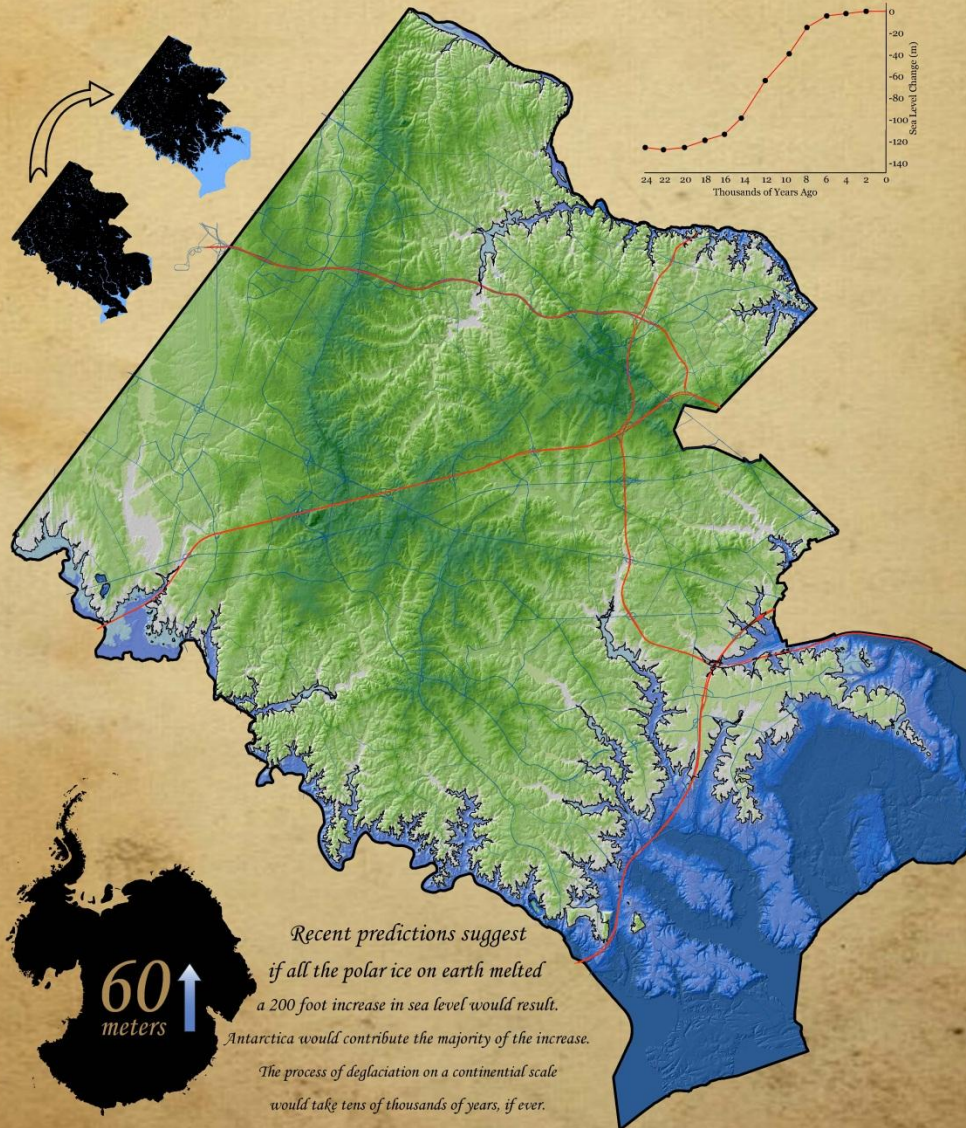 0
-20
-40
-60
-80
-100
-120
-140
Sea Level Change (m)
24 22 20 18 16 14 12 10 8 6 4 2 0
Thousands of Years Ago
60
meters
Recent predictions suggest
if all the polar ice on earth melted
a 200 foot increase in sea level would result.
Antarctica would contribute the majority of the increase.
The process of deglaciation on a continential scale
would take tens of thousands of years, if ever.